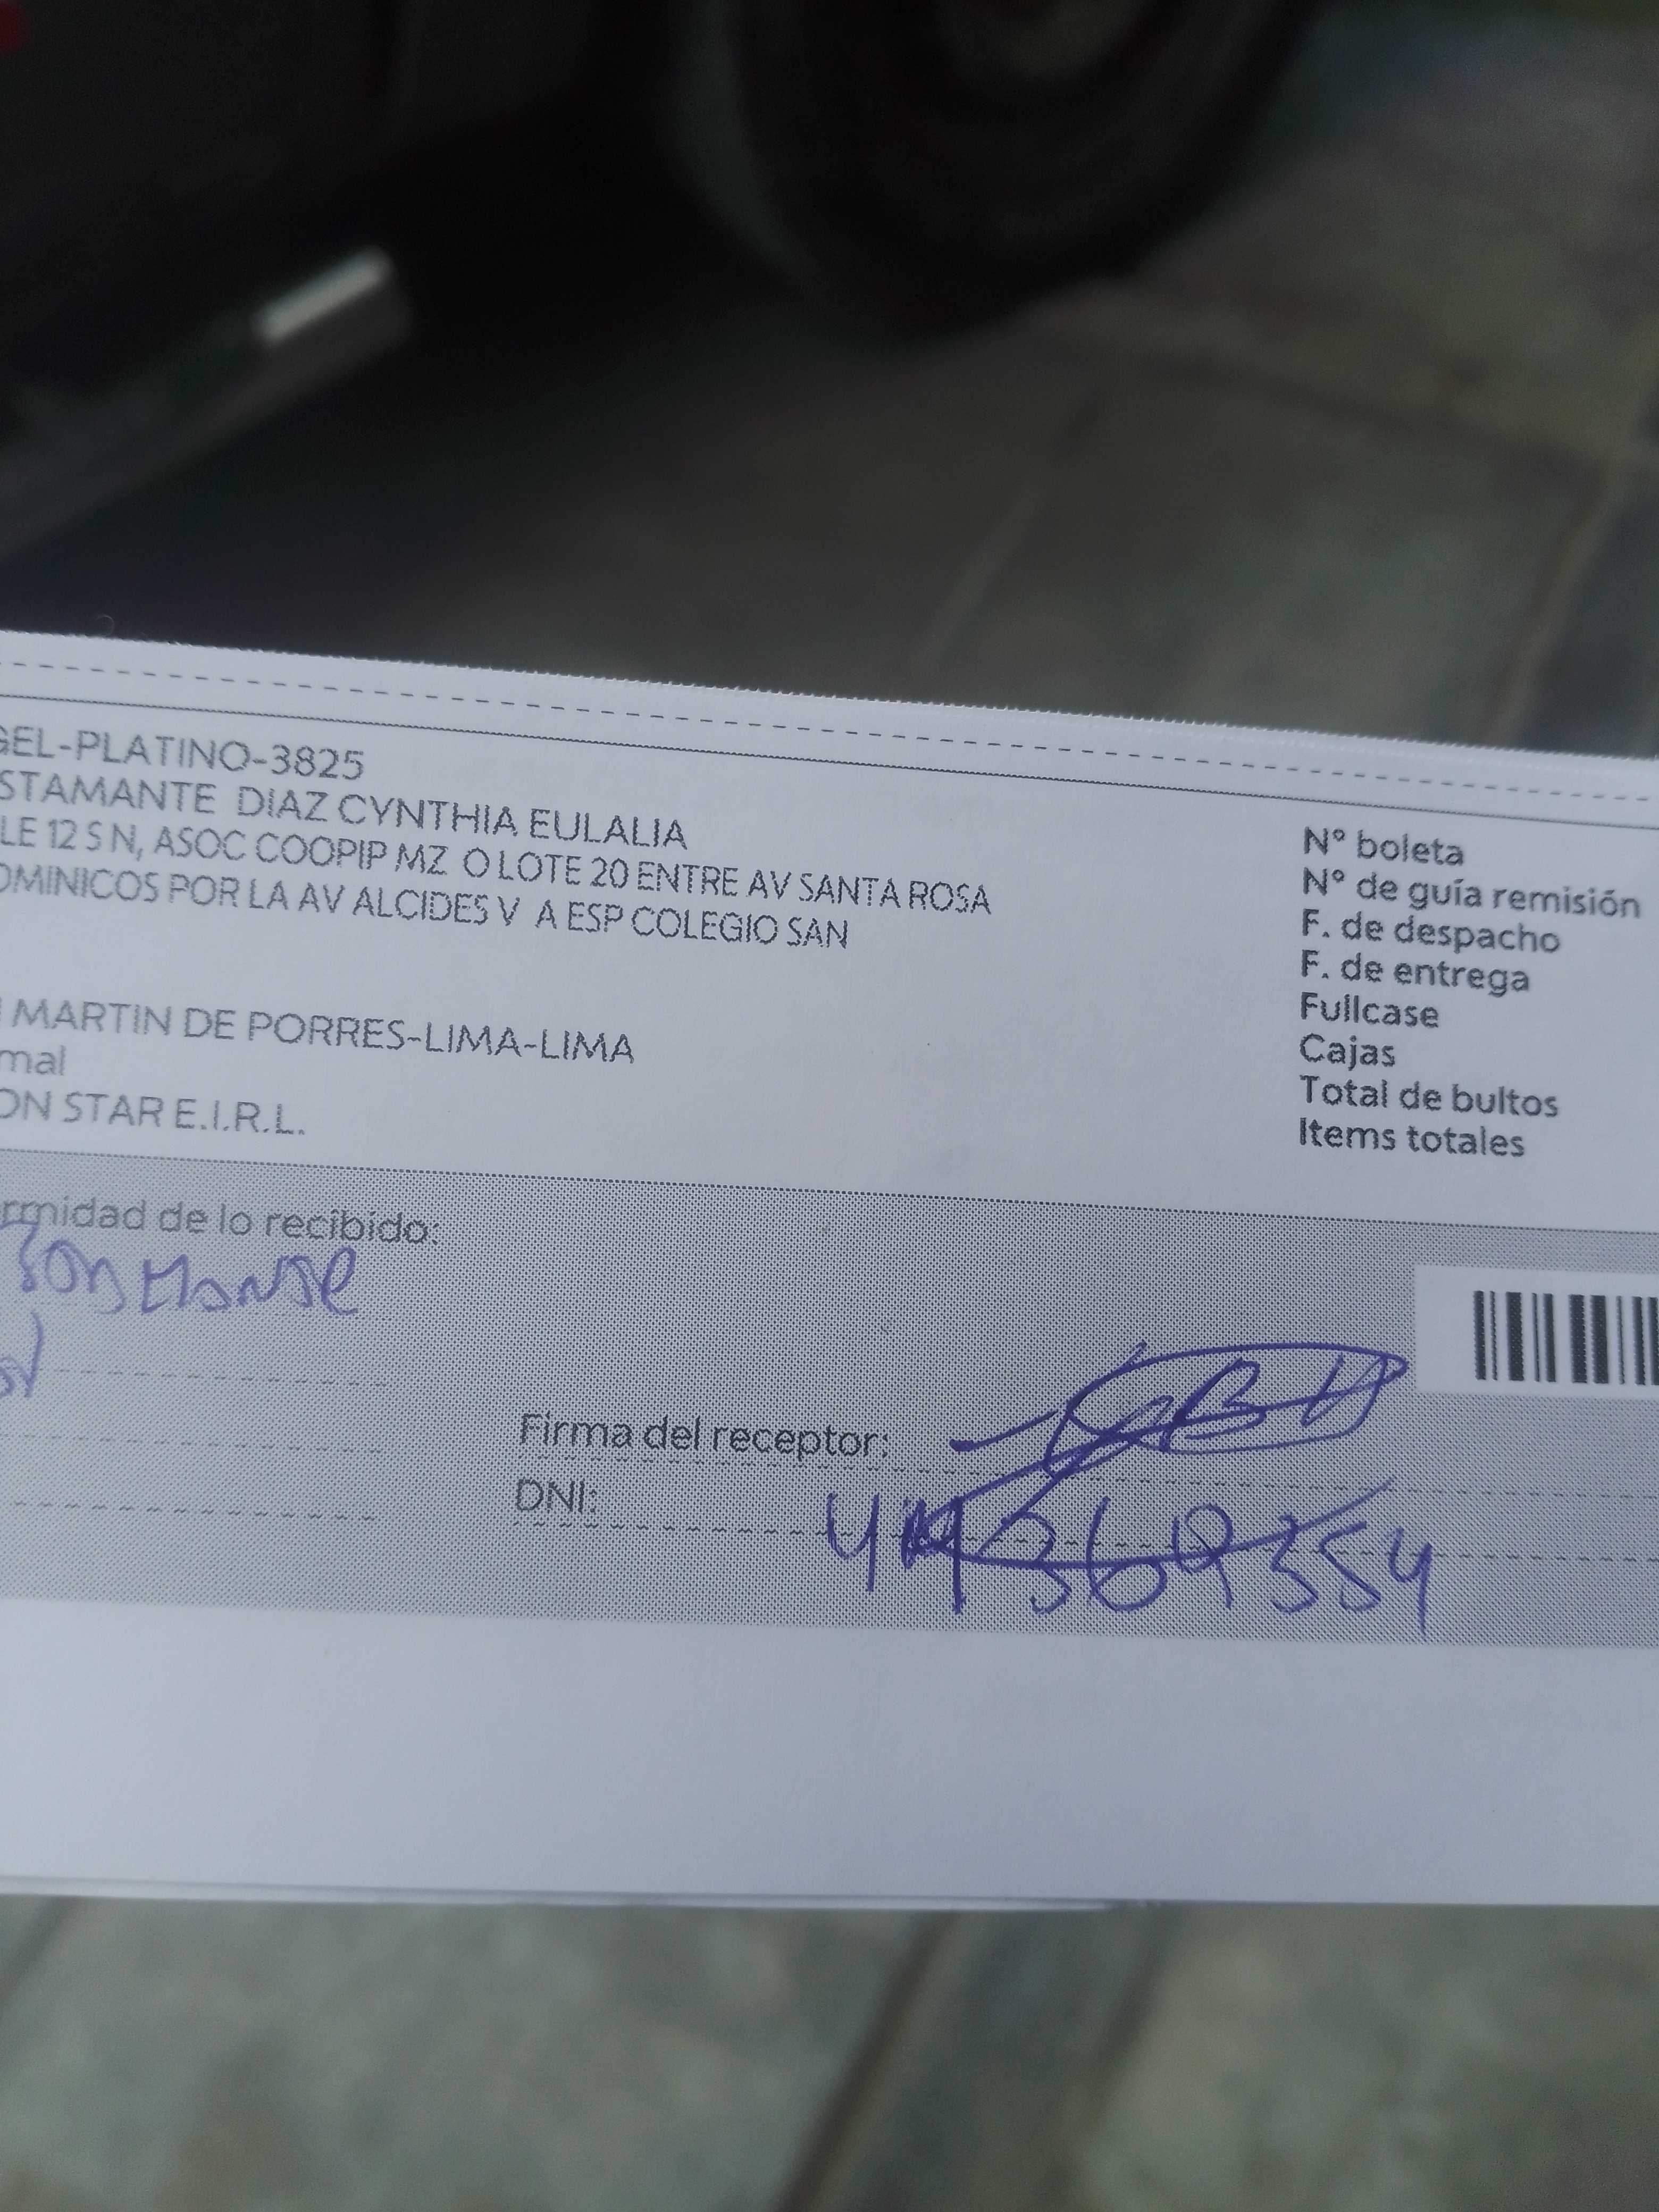 GEL-PLATINO-3825
STAMANTE DIAZ CYNTHIA EULALIA
LE 12 S N, ASOC COOPIP MZ O LOTE 20 ENTRE AV SANTA ROSA
OMINICOS POR LA AV ALCIDES V A ESP COLEGIO SAN
MARTIN DE PORRES-LIMA-LIMA
mal
ON STAR E.I.R.L.
N° boleta
N° de guía remisión
F. de despacho
F. de entrega
Fullcase
Cajas
Total de bultos
Items totales
ormidad de lo recibido:
Firma del receptor:
DNI: